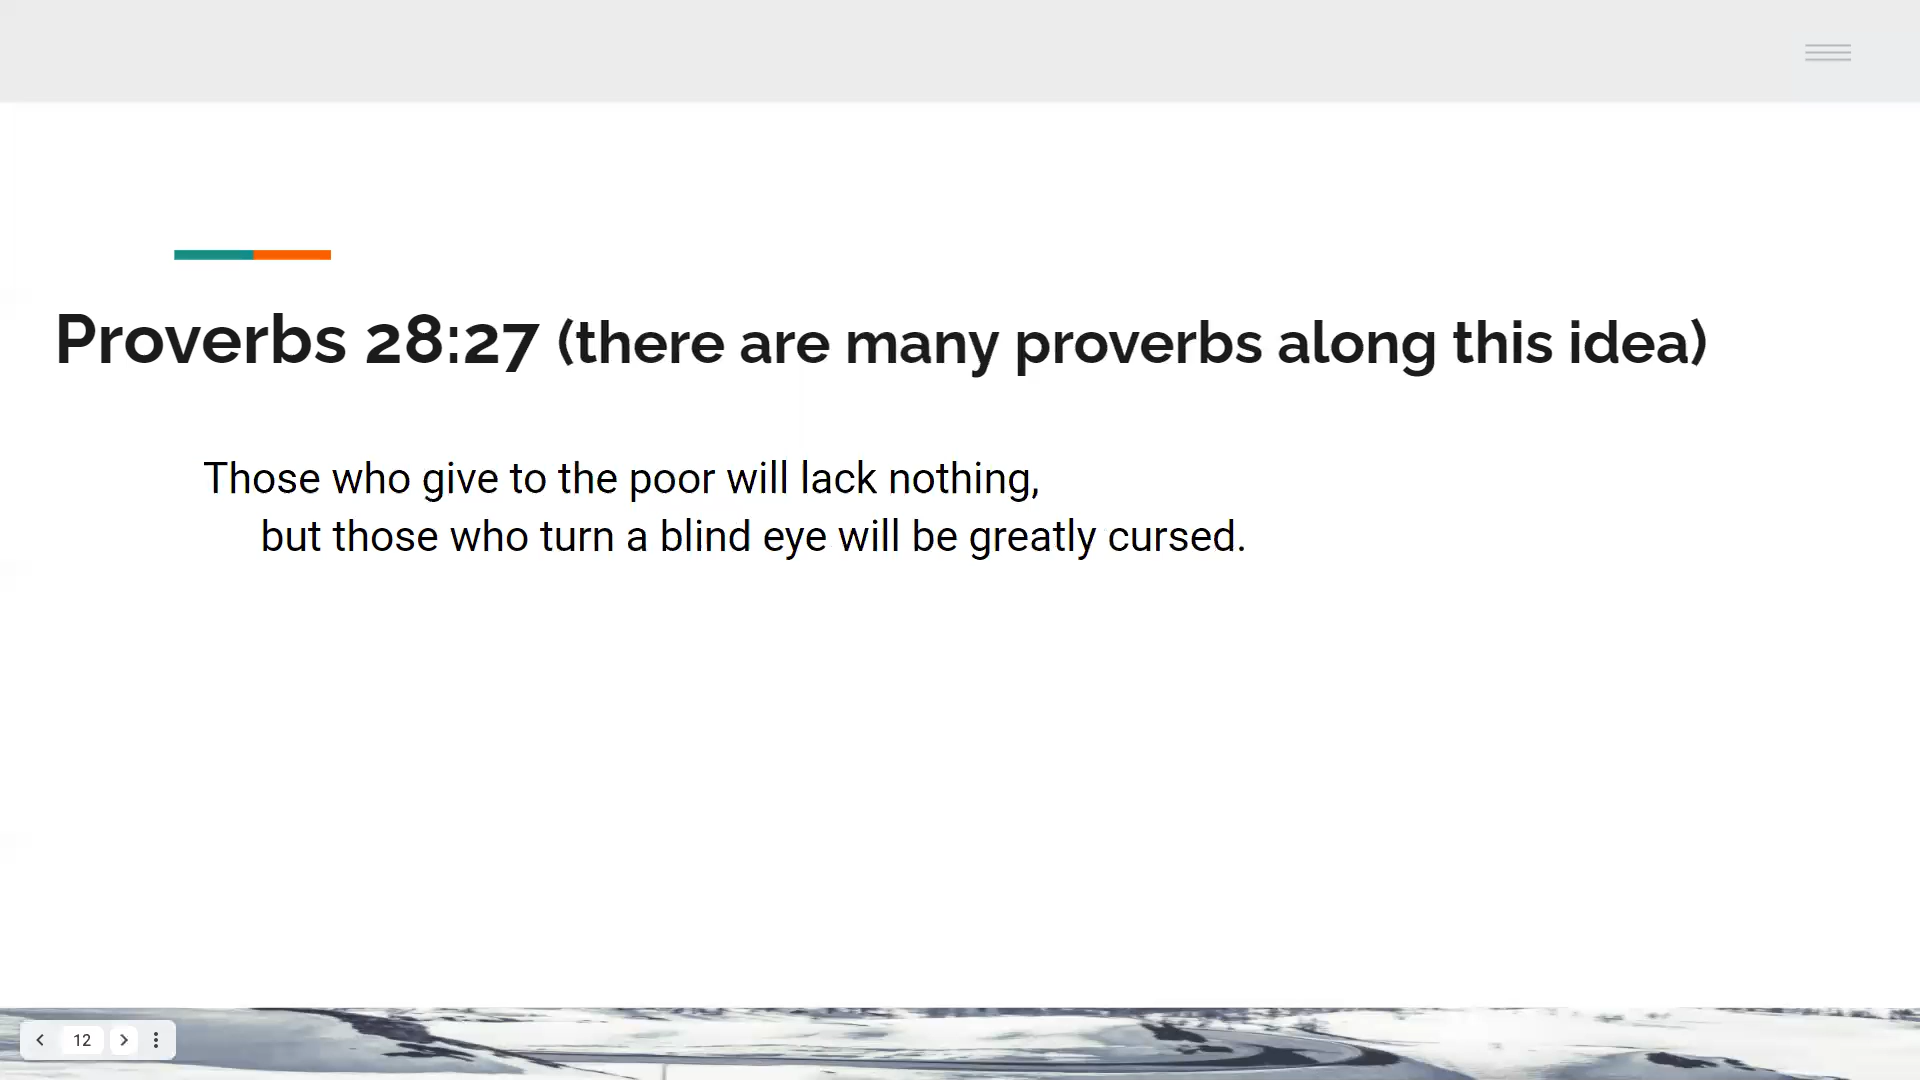 Proverbs 28:27 (there are many proverbs along this idea)
Those who give to the poor will lack nothing,
but those who turn a blind eye will be greatly cursed.
12